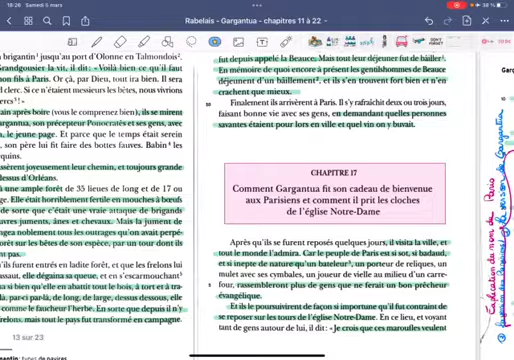 19:26 Samedi 5 mars
38 %
Rabelais - Gargantua - chapitres 11 à 22
DON'T FORGET
brigantin jusqu'au port d'Olonne en Talmondois.
Grandgousier la vit, il dit : «Voilà bien ce qu'il faut
mon fils à Paris. Or çà, par Dieu, tout ira bien. Il sera
d clerc. Si ce n'étaient messieurs les bêtes, nous vivrions
ercs !»
ain après boire (vous le comprenez bien), ils se mirent
argantua, son précepteur Ponocratès et ses gens, avec
, le jeune page. Et parce que le temps était serein
, son père lui fit faire des bottes fauves. Babin les
quins.
ssèrent joyeusement leur chemin, et toujours grande
dessus d'Orléans.
à une ample forêt de 35 lieues de long et de 17 ou
ge. Elle était horriblement fertile en mouches à bœufs
de sorte que c'était une vraie attaque de brigands
uvres juments, ânes et chevaux. Mais la jument de
ngea noblement tous les outrages qu'on avait perpé-
forêt sur les bêtes de son espèce, par un tour dont ils
nt pas.
u'ils furent entrés en ladite forêt, et que les frelons lui
assaut, elle dégaina sa queue, et en s'escarmouchant
a si bien qu'elle en abattit tout le bois, à tort et à tra-
là, par-ci par-là, de long, de large, dessus dessous, elle
comme le faucheur l'herbe. En sorte que depuis il n'y
frelons, mais tout le pays fut transformé en campagne.
13 sur 23
fut depuis appelé la Beauce. Mais tout leur déjeuner fut de bâiller.
En mémoire de quoi encore à présent les gentilshommes de Beauce
déjeunent d'un bâillement, et ils s'en trouvent fort bien et n'en
crachent que mieux.
Finalement ils arrivèrent à Paris. Il s'y rafraîchit deux ou trois jours,
faisant bonne vie avec ses gens, en demandant quelles personnes
savantes étaient pour lors en ville et quel vin on y buvait.
CHAPITRE 17
Comment Gargantua fit son cadeau de bienvenue
aux Parisiens et comment il prit les cloches
de l'église Notre-Dame
Après qu'ils se furent reposés quelques jours, il visita la ville, et
tout le monde l'admira. Car le peuple de Paris est si sot, si badaud,
et si inepte de nature qu'un bateleur, un porteur de reliques, un
mulet avec ses cymbales, un joueur de vielle au milieu d'un carre-
four, rassembleront plus de gens que ne ferait un bon prêcheur
évangélique.
Et ils le poursuivirent de façon si importune qu'il fut contraint de
se reposer sur les tours de l'église Notre-Dame. En ce lieu, et voyant
tant de gens autour de lui, il dit : «Je crois que ces maroufles veulent
Explication du nom de Paris